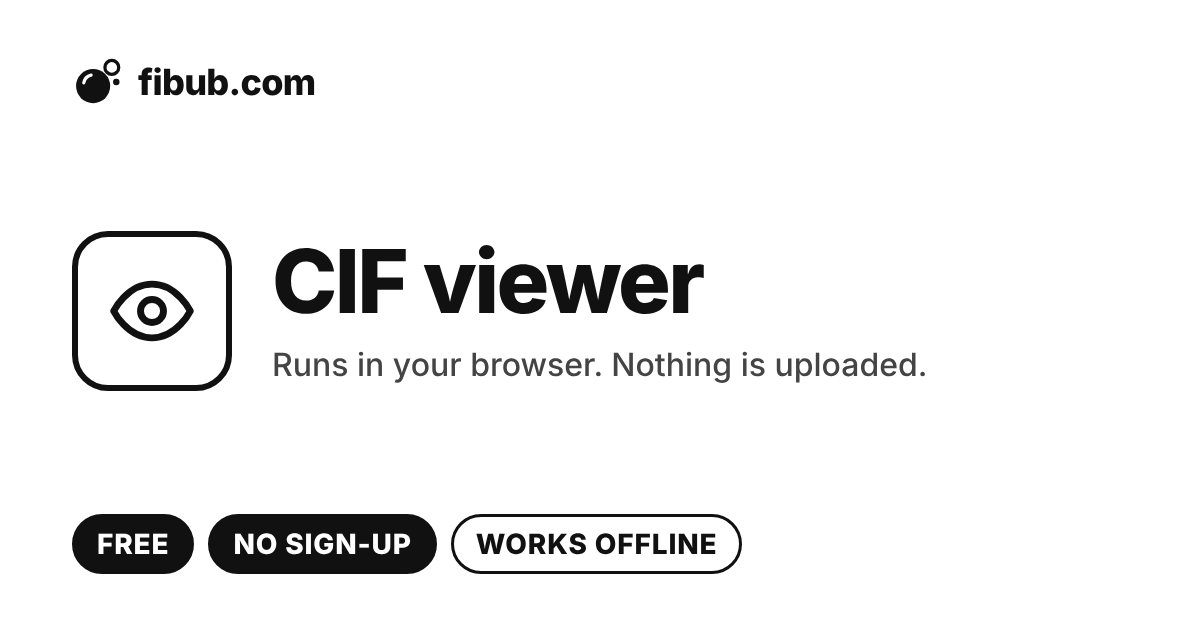 fibub.com
CIF viewer
Runs in your browser. Nothing is uploaded.
FREE
NO SIGN-UP
WORKS OFFLINE